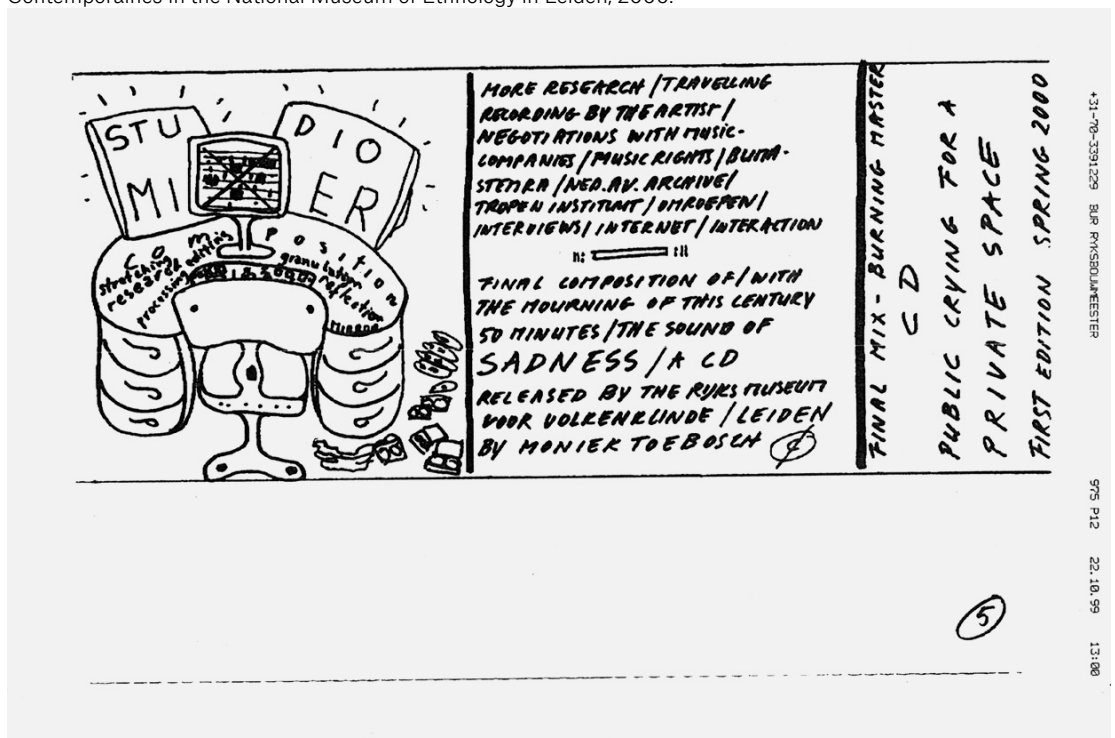 Contemporaines in the National Museum of Ethnology in Leiden, 2000.
STU DIO
MI ER
COMPOSITION
stretching
research
processing
editing
granulation
reflection
MIRROR
MORE RESEARCH / TRAVELLING
RECORDING BY THE ARTIST /
NEGOTIATIONS WITH MUSIC-
COMPANIES / MUSIC RIGHTS / BUMA-
STEMRA / NED. AV. ARCHIVE /
TROPEN INSTITUUT / OMROEPEN /
INTERVIEWS / INTERNET / INTERACTION
FINAL COMPOSITION OF / WITH
THE MOURNING OF THIS CENTURY
50 MINUTES / THE SOUND OF
SADNESS / A CD
RELEASED BY THE RIJKS MUSEUM
VOOR VOLKENKUNDE / LEIDEN
BY MONIEK TOEBOSCH
FINAL MIX - BURNING MASTER
CD
PUBLIC CRYING FOR A
PRIVATE SPACE
FIRST EDITION SPRING 2000
5
+31-70-3391229 BUR RYKSBOUWMEESTER 975 P12 22.10.99 13:00